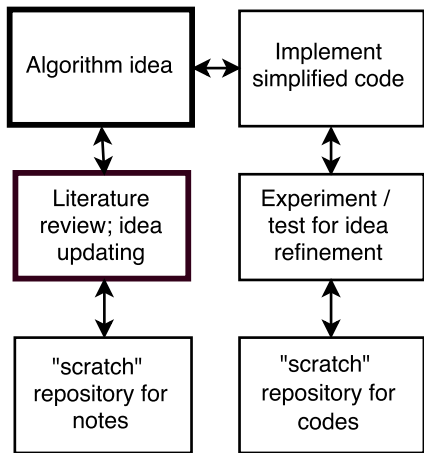 Algorithm idea
Implement
simplified code
Literature
review; idea
updating
Experiment /
test for idea
refinement
"scratch"
repository for
notes
"scratch"
repository for
codes